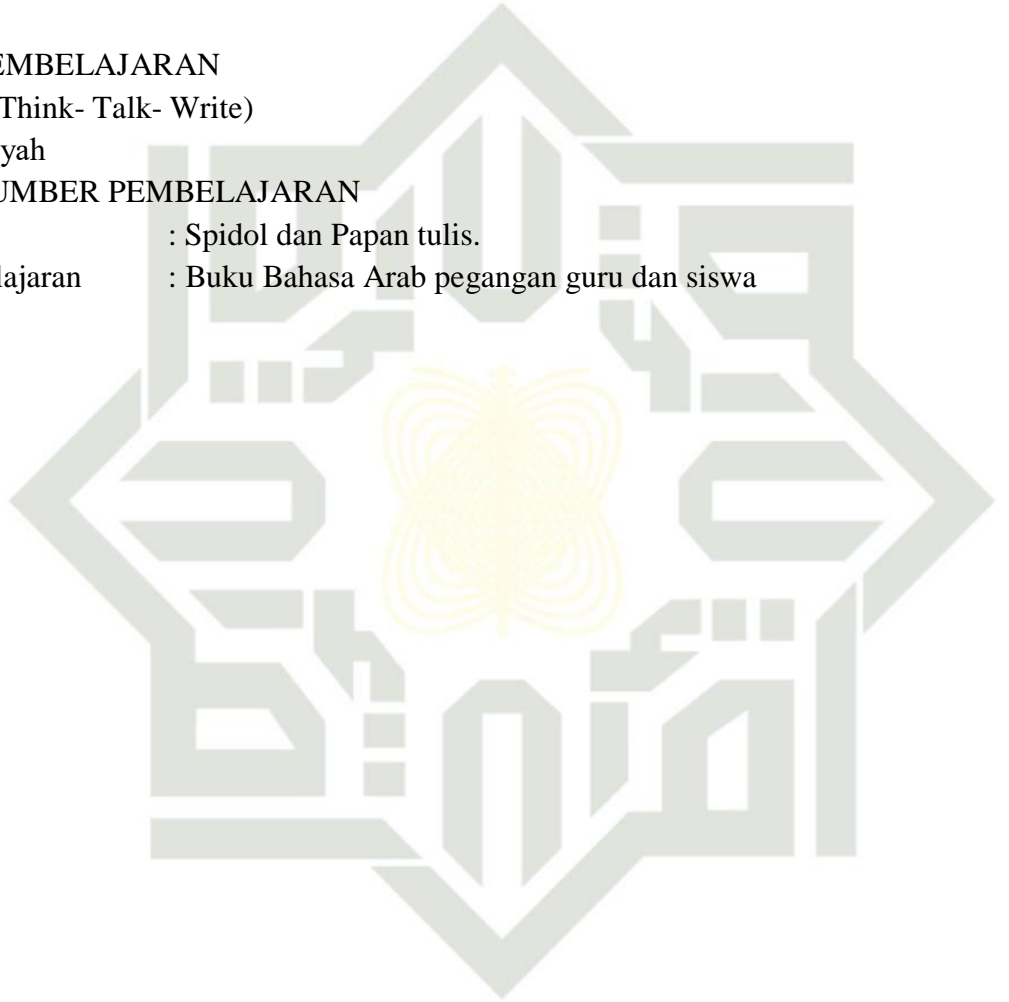 EMBELAJARAN
Think- Talk- Write)
yah
UMBER PEMBELAJARAN
: Spidol dan Papan tulis.
lajaran : Buku Bahasa Arab pegangan guru dan siswa